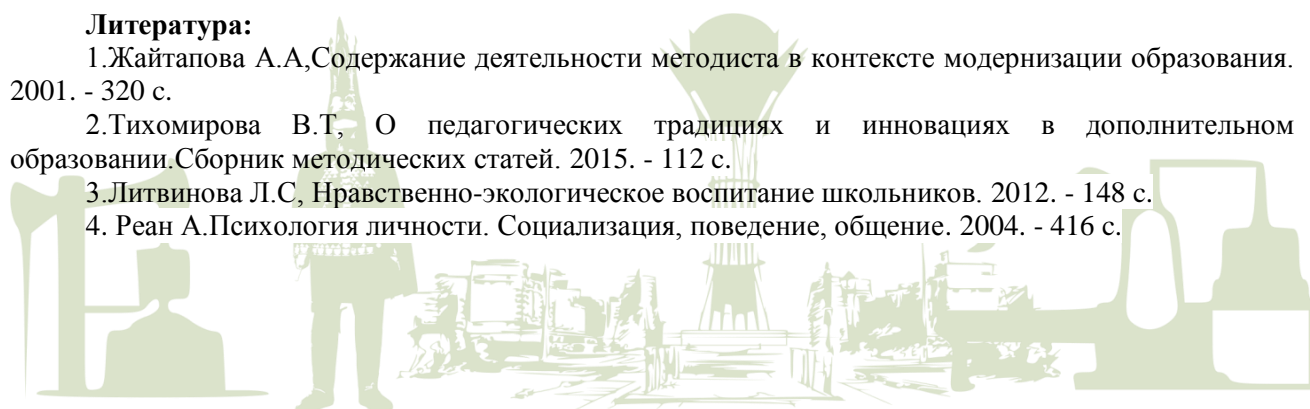 Литература:
1.Жайтапова А.А,Содержание деятельности методиста в контексте модернизации образования.
2001. - 320 с.
2.Тихомирова В.Т, О педагогических традициях и инновациях в дополнительном
образовании.Сборник методических статей. 2015. - 112 с.
3.Литвинова Л.С, Нравственно-экологическое воспитание школьников. 2012. - 148 с.
4. Реан А.Психология личности. Социализация, поведение, общение. 2004. - 416 с.